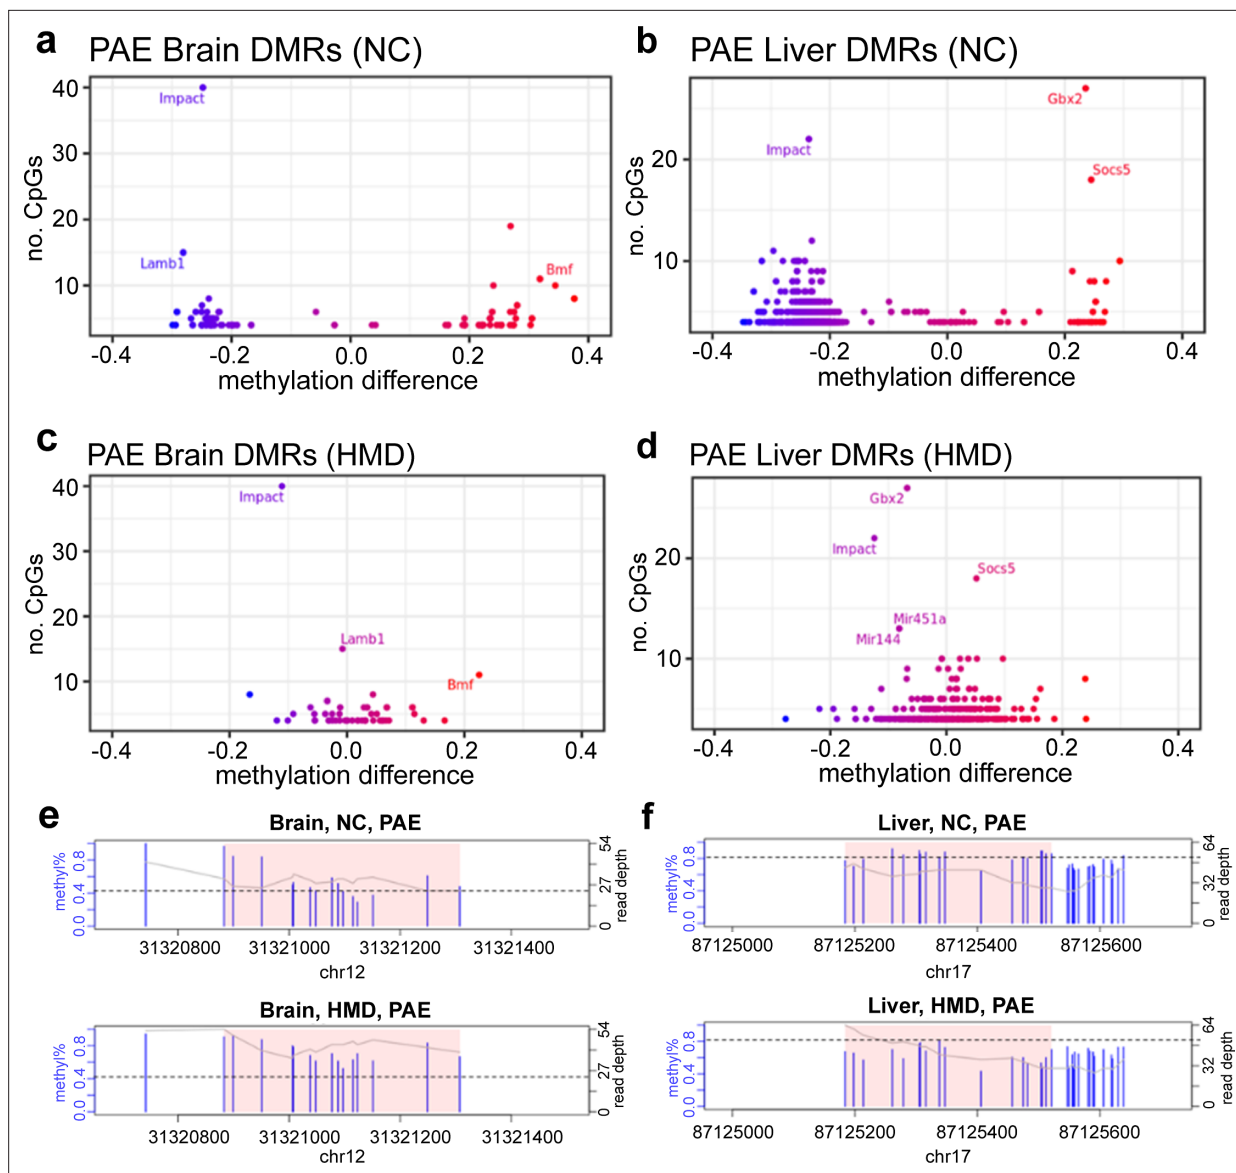 a
PAE Brain DMRs (NC)
40
30
20
10
no. CpGs
Impact
Lamb1
Bmf
-0.4 -0.2 0.0 0.2 0.4
methylation difference
b
PAE Liver DMRs (NC)
20
10
no. CpGs
Gbx2
Impact
Socs5
-0.4 -0.2 0.0 0.2 0.4
methylation difference
c
PAE Brain DMRs (HMD)
40
30
20
10
no. CpGs
Impact
Lamb1
Bmf
-0.4 -0.2 0.0 0.2 0.4
methylation difference
d
PAE Liver DMRs (HMD)
20
10
no. CpGs
Gbx2
Impact
Socs5
Mir451a
Mir144
-0.4 -0.2 0.0 0.2 0.4
methylation difference
e
Brain, NC, PAE
methyl%
0.0 0.4 0.8
read depth
0 27 54
31320800 31321000 31321200 31321400
chr12
Brain, HMD, PAE
methyl%
0.0 0.4 0.8
read depth
0 27 54
31320800 31321000 31321200 31321400
chr12
f
Liver, NC, PAE
methyl%
0.0 0.4 0.8
read depth
0 32 64
87125000 87125200 87125400 87125600
chr17
Liver, HMD, PAE
methyl%
0.0 0.4 0.8
read depth
0 32 64
87125000 87125200 87125400 87125600
chr17